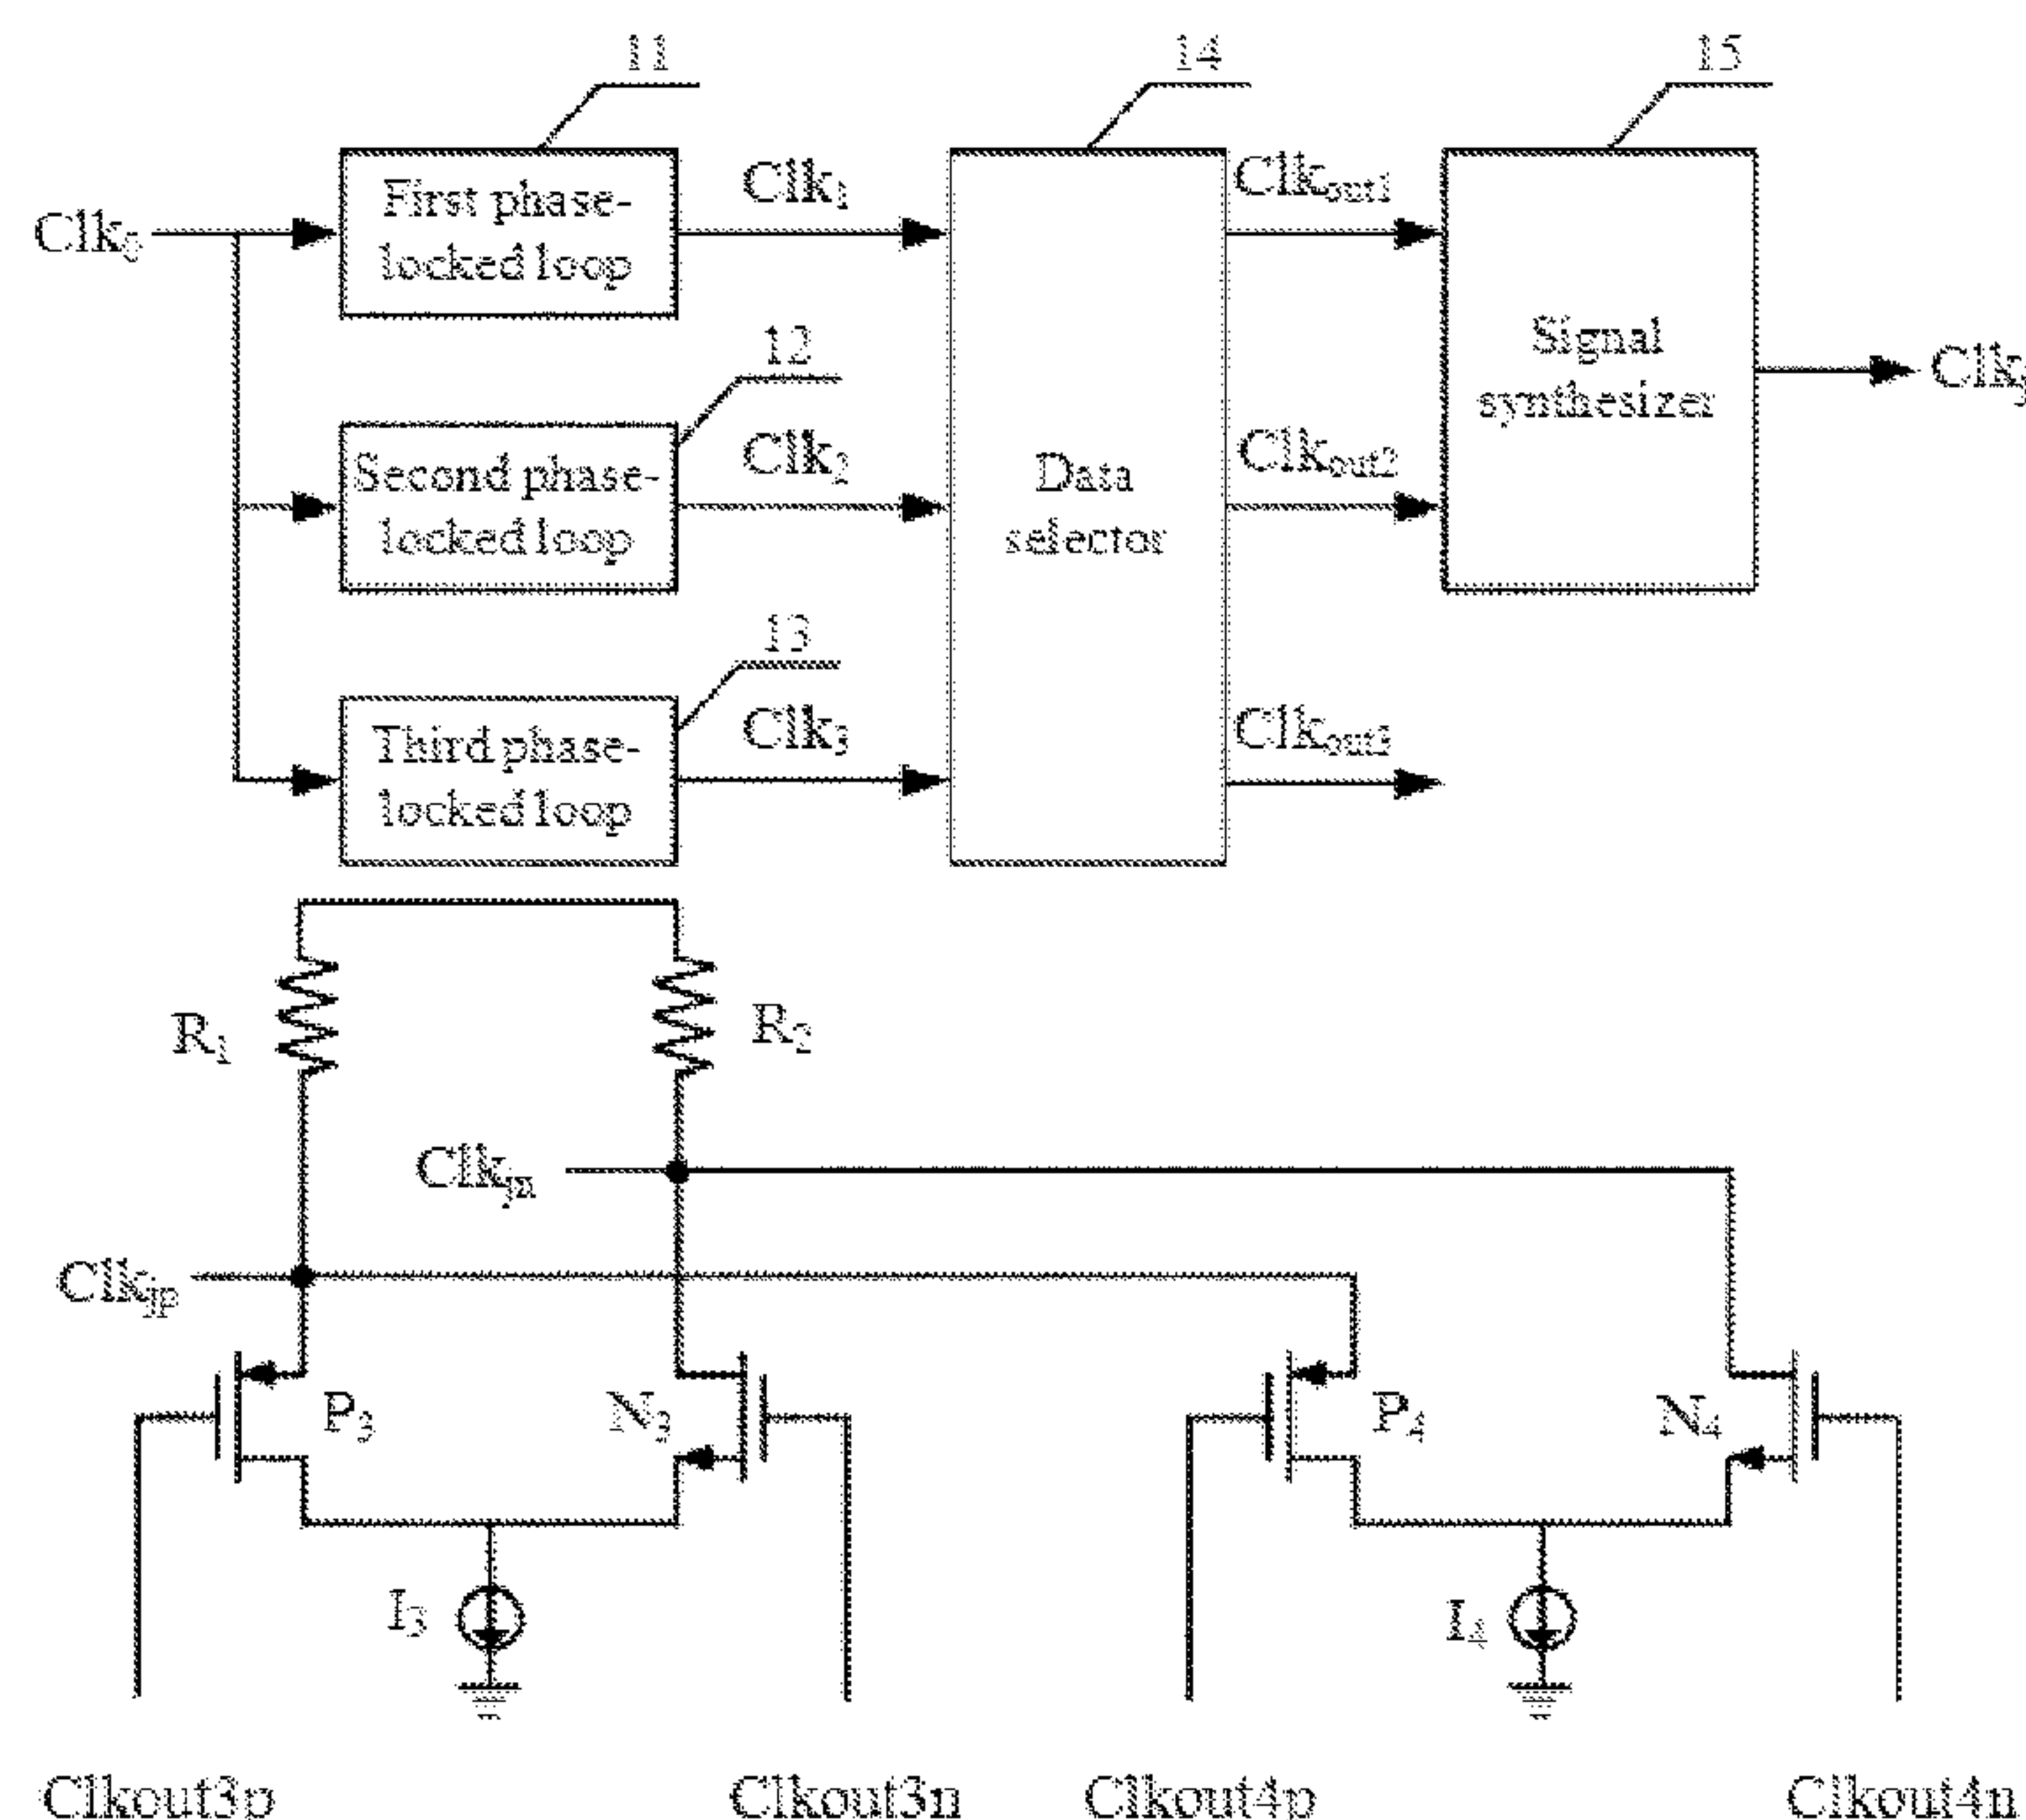 11
14
15
Clk₀
First phase-
locked loop
Clk₁
Clkout1
12
Signal
synthesizer
Clkj
Second phase-
locked loop
Clk₂
Data
selector
Clkout2
13
Third phase-
locked loop
Clk₃
Clkout3
R₁
R₂
Clkjn
Clkjp
P₃
N₃
P₄
N₄
I₃
I₄
Clkout3p
Clkout3n
Clkout4p
Clkout4n